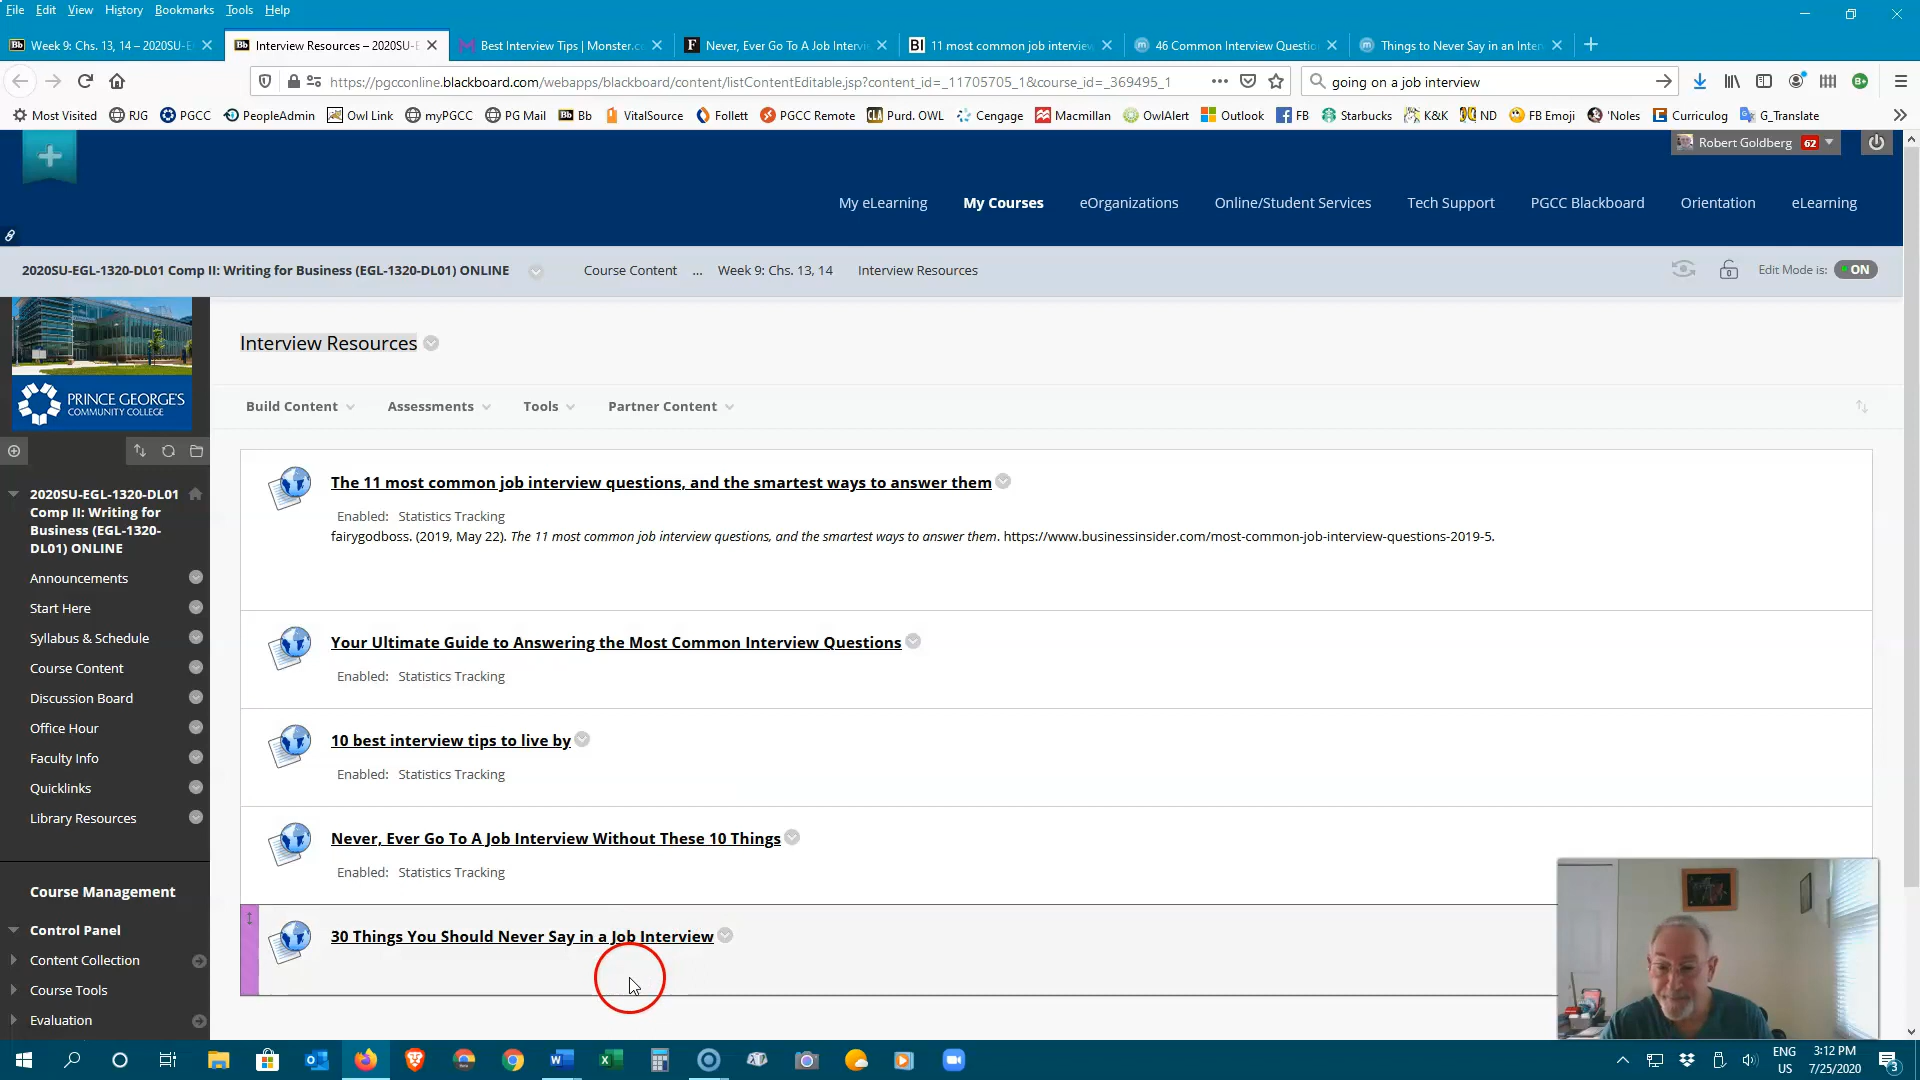 File Edit View History Bookmarks Tools Help
Week 9: Chs. 13, 14 – 2020SU-E
Interview Resources – 2020SU-E
Best Interview Tips | Monster.c
Never, Ever Go To A Job Intervi
11 most common job interview
46 Common Interview Questio
Things to Never Say in an Inter
https://pgcconline.blackboard.com/webapps/blackboard/content/listContentEditable.jsp?content_id=_11705705_1&course_id=_369495_1
going on a job interview
Most Visited RJG PGCC PeopleAdmin Owl Link myPGCC PG Mail Bb VitalSource Follett PGCC Remote Purd. OWL Cengage Macmillan OwlAlert Outlook FB Starbucks K&K ND FB Emoji 'Noles Curriculog G_Translate
Robert Goldberg 62
My eLearning My Courses eOrganizations Online/Student Services Tech Support PGCC Blackboard Orientation eLearning
2020SU-EGL-1320-DL01 Comp II: Writing for Business (EGL-1320-DL01) ONLINE Course Content ... Week 9: Chs. 13, 14 Interview Resources Edit Mode is: ON
PRINCE GEORGE'S
COMMUNITY COLLEGE
2020SU-EGL-1320-DL01
Comp II: Writing for
Business (EGL-1320-
DL01) ONLINE
Announcements
Start Here
Syllabus & Schedule
Course Content
Discussion Board
Office Hour
Faculty Info
Quicklinks
Library Resources
Course Management
Control Panel
Content Collection
Course Tools
Evaluation
Interview Resources
Build Content Assessments Tools Partner Content
The 11 most common job interview questions, and the smartest ways to answer them
Enabled: Statistics Tracking
fairygodboss. (2019, May 22). The 11 most common job interview questions, and the smartest ways to answer them. https://www.businessinsider.com/most-common-job-interview-questions-2019-5.
Your Ultimate Guide to Answering the Most Common Interview Questions
Enabled: Statistics Tracking
10 best interview tips to live by
Enabled: Statistics Tracking
Never, Ever Go To A Job Interview Without These 10 Things
Enabled: Statistics Tracking
30 Things You Should Never Say in a Job Interview
ENG
US
3:12 PM
7/25/2020
3